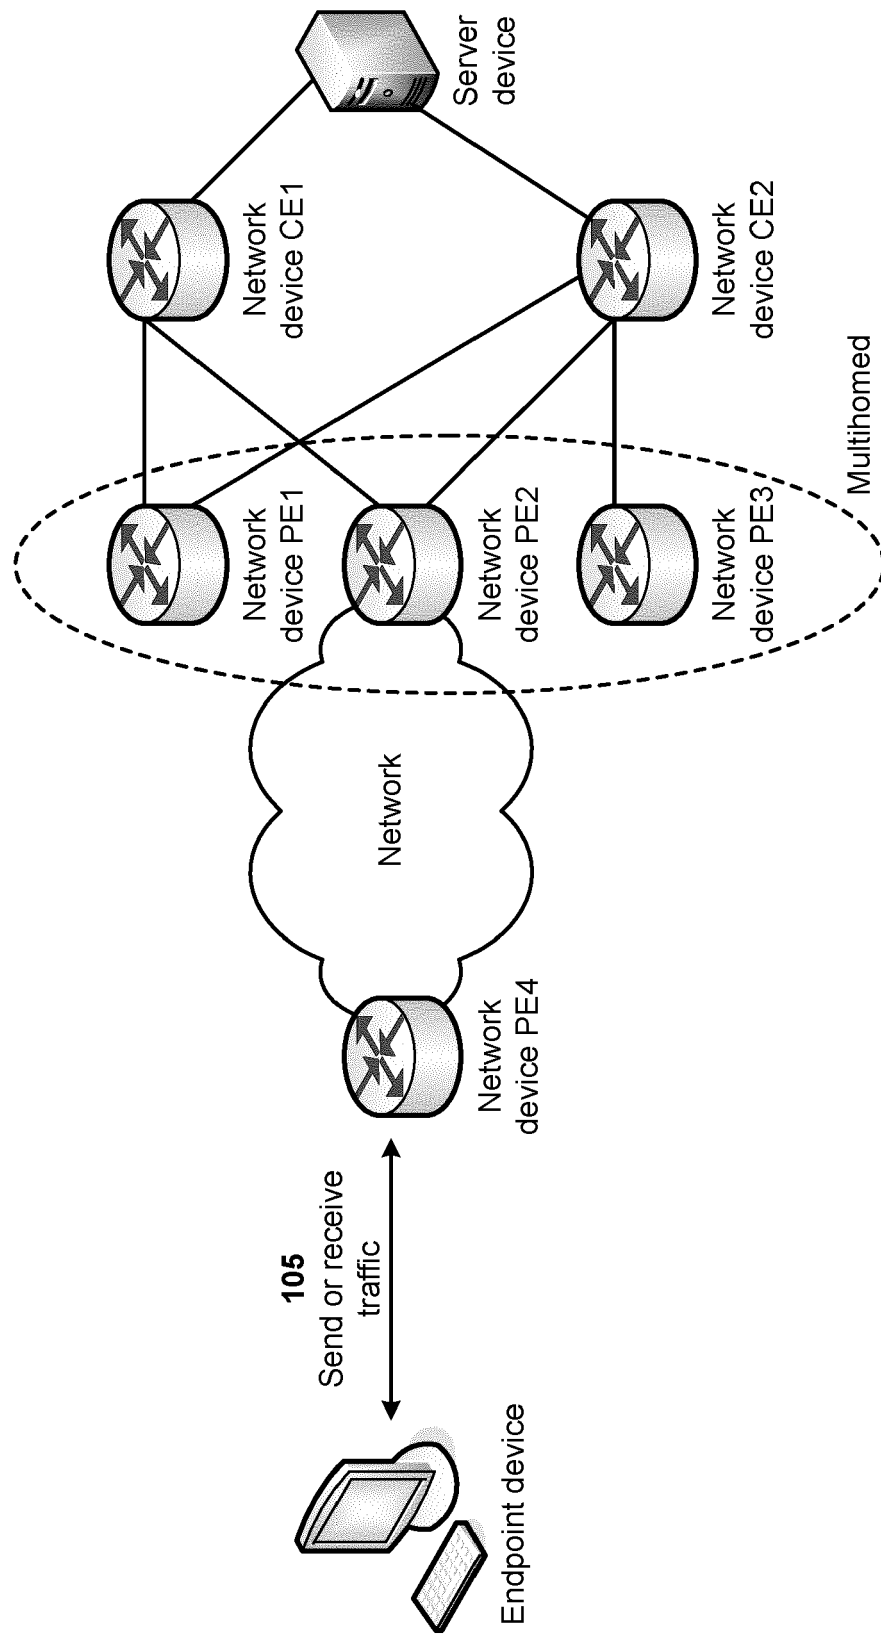 105
Send or receive
traffic
Endpoint device
Network
device PE4
Network
Network
device PE1
Network
device PE2
Network
device PE3
Multihomed
Network
device CE1
Network
device CE2
Server
device